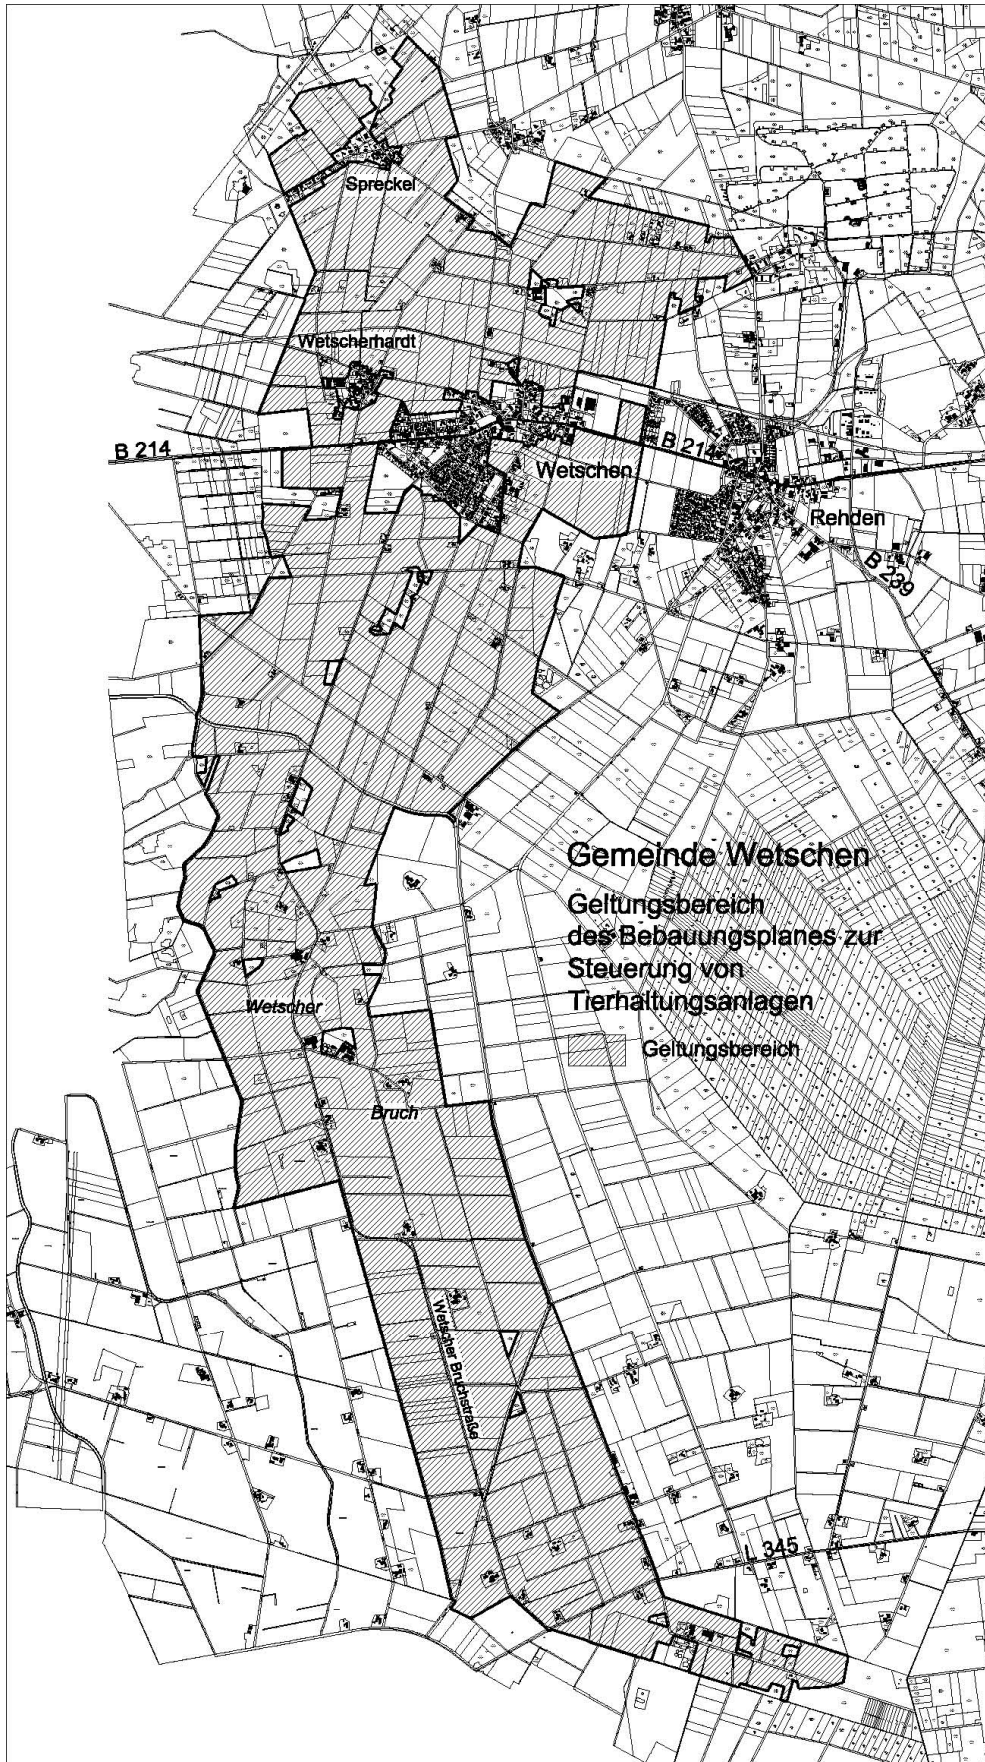 Spreckel
Wetscherhardt
B 214
B 214
Wetschen
Rehden
B 239
Gemeinde Wetschen
Geltungsbereich
des Bebauungsplanes zur
Steuerung von
Tierhaltungsanlagen
Geltungsbereich
Wetscher
Bruch
Wetscher Bruchstraße
345